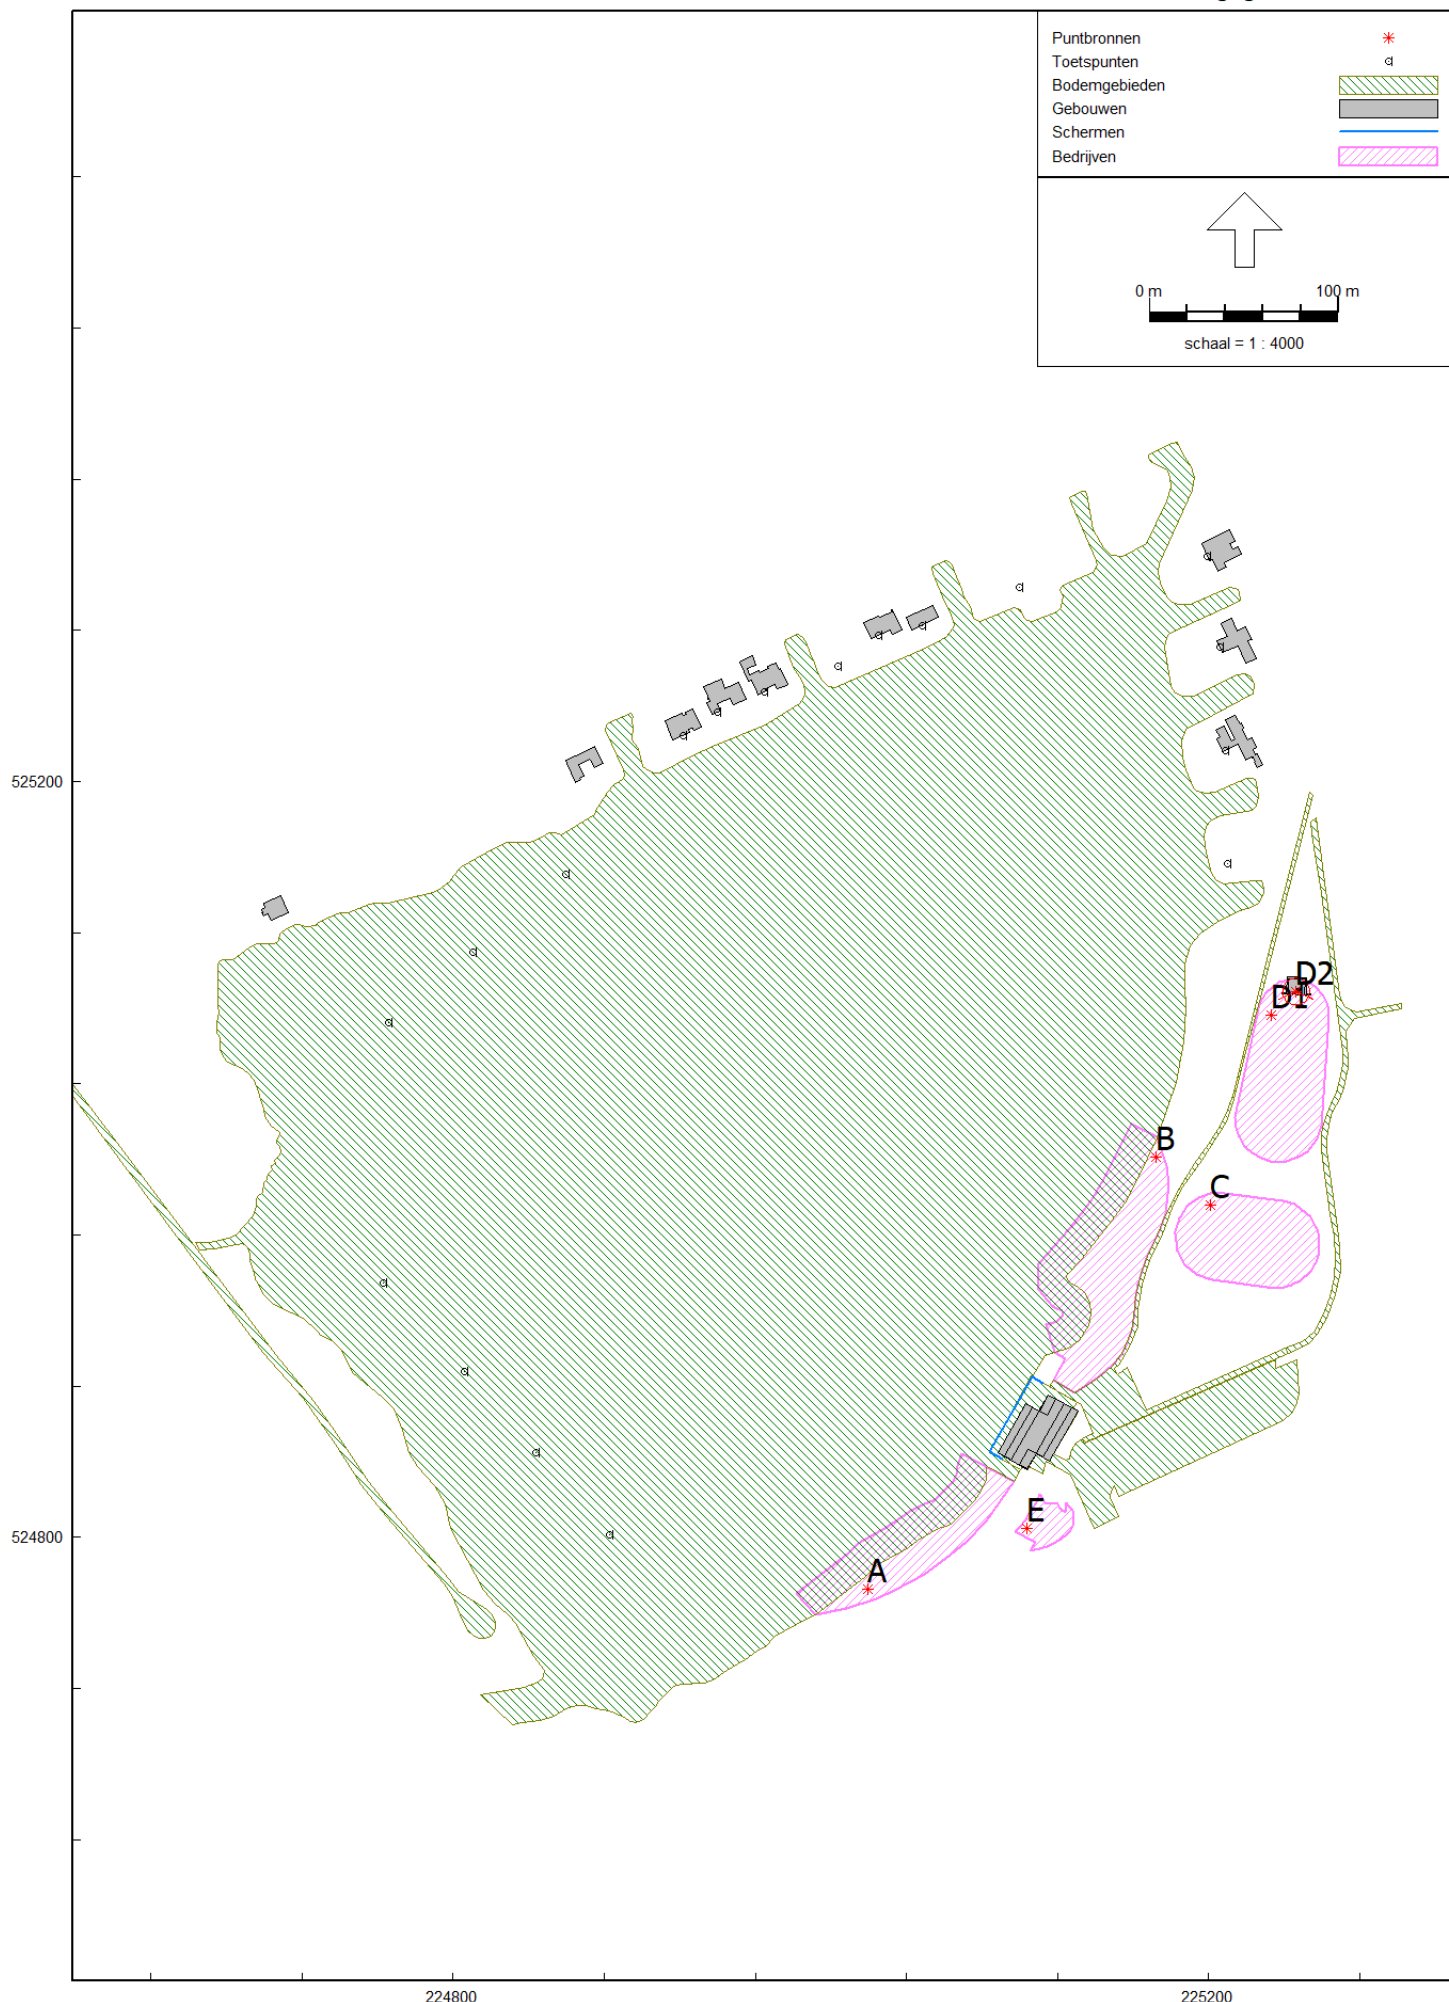 Puntbronnen
Toetspunten
Bodemgebieden
Gebouwen
Schermen
Bedrijven
0 m 100 m
schaal = 1 : 4000
525200
D2
D1
B
C
E
524800
A
224800 225200